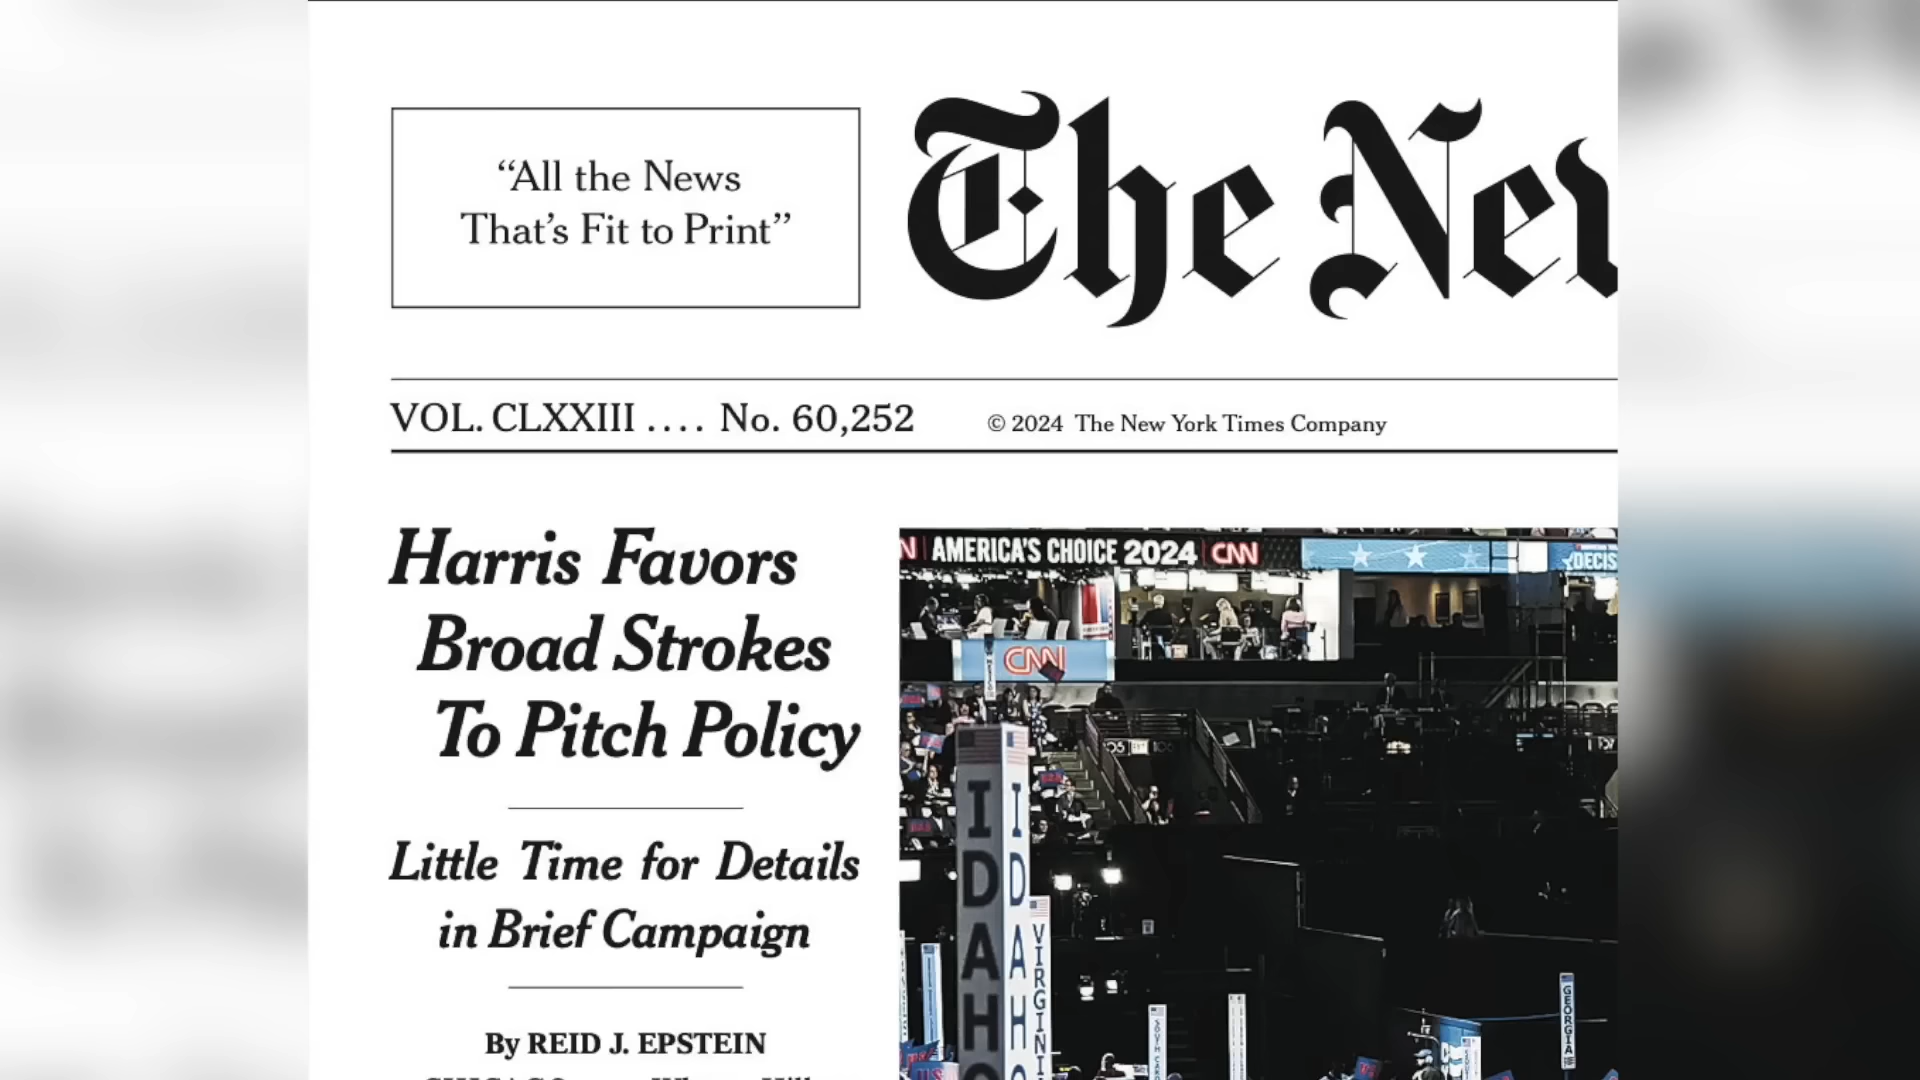 “All the News
That’s Fit to Print”
The New
VOL. CLXXIII .... No. 60,252
© 2024 The New York Times Company
Harris Favors
Broad Strokes
To Pitch Policy
Little Time for Details
in Brief Campaign
By REID J. EPSTEIN
AMERICA'S CHOICE 2024 CNN
CNN
IDAHO
IDAHO
VIRGINI
GEORGIA